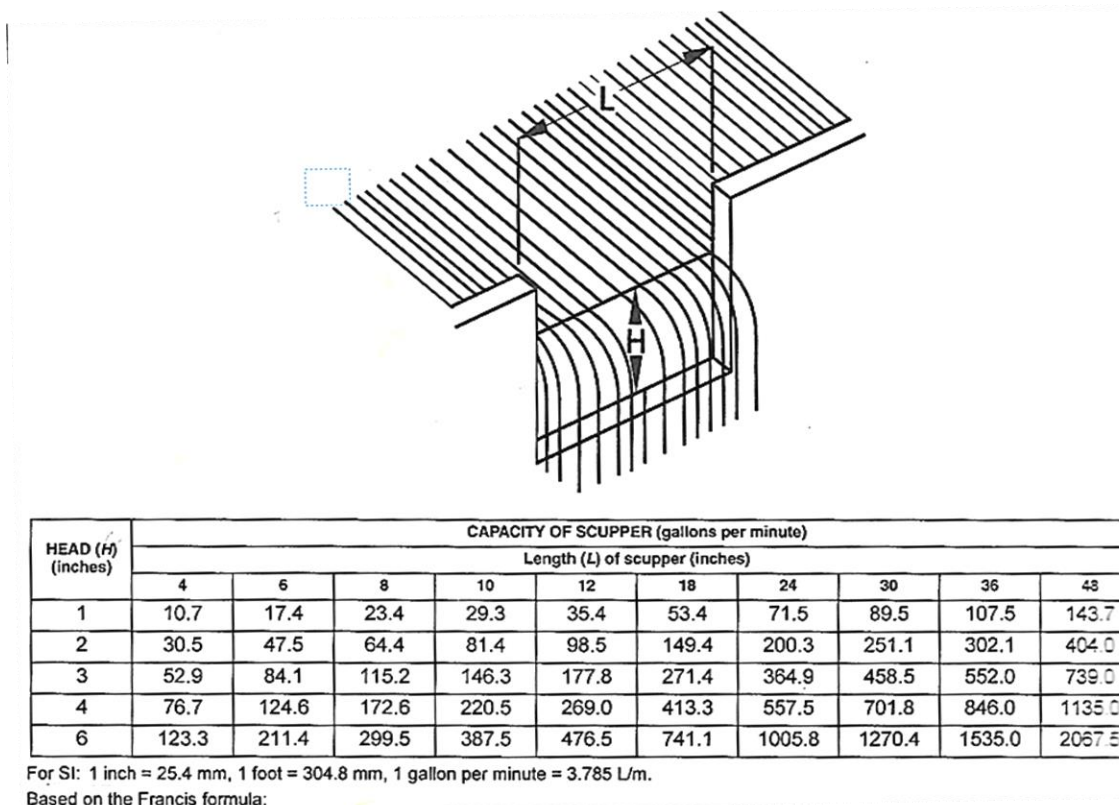 L
H
HEAD (H)
(inches)
CAPACITY OF SCUPPER (gallons per minute)
Length (L) of scupper (inches)
4 6 8 10 12 18 24 30 36 48
1 10.7 17.4 23.4 29.3 35.4 53.4 71.5 89.5 107.5 143.7
2 30.5 47.5 64.4 81.4 98.5 149.4 200.3 251.1 302.1 404.0
3 52.9 84.1 115.2 146.3 177.8 271.4 364.9 458.5 552.0 739.0
4 76.7 124.6 172.6 220.5 269.0 413.3 557.5 701.8 846.0 1135.0
6 123.3 211.4 299.5 387.5 476.5 741.1 1005.8 1270.4 1535.0 2067.5
For SI: 1 inch = 25.4 mm, 1 foot = 304.8 mm, 1 gallon per minute = 3.785 L/m.
Based on the Francis formula: